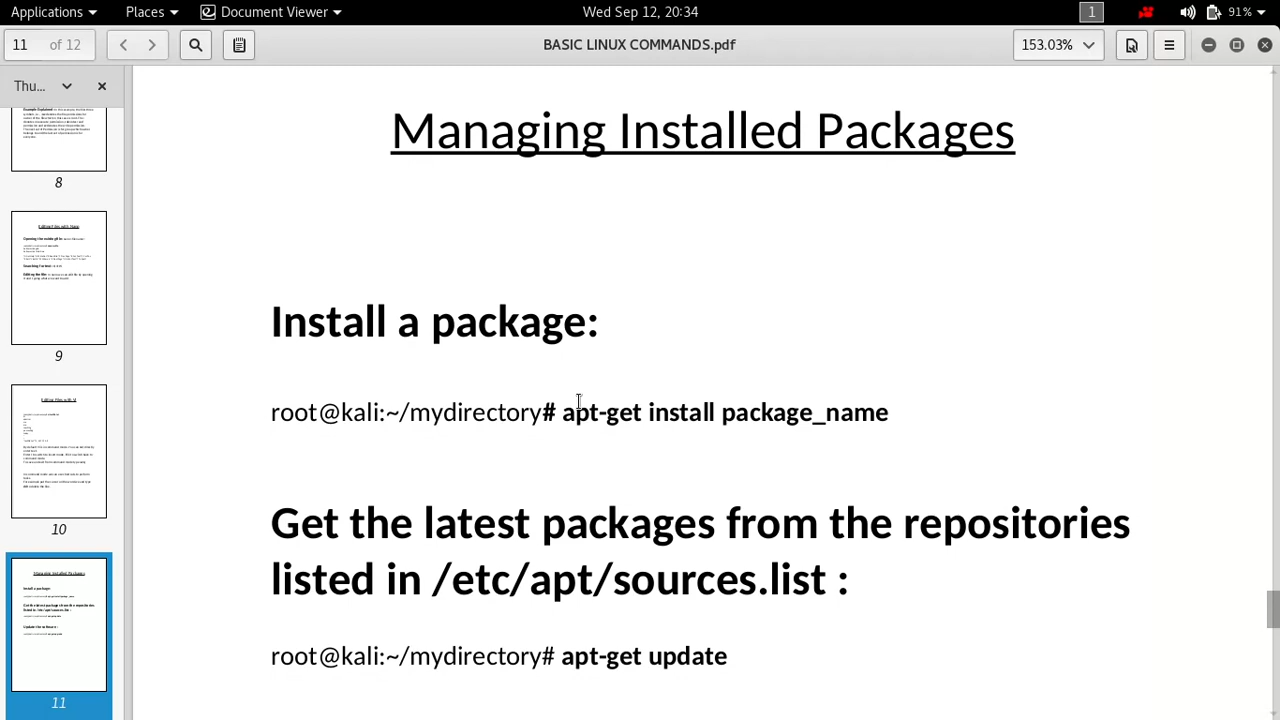 Applications Places Document Viewer Wed Sep 12, 20:34 1 91%
11 of 12 BASIC LINUX COMMANDS.pdf 153.03%
Thu...
8
9
10
11
Managing Installed Packages
Install a package:
root@kali:~/mydirectory# apt-get install package_name
Get the latest packages from the repositories
listed in /etc/apt/sources.list :
root@kali:~/mydirectory# apt-get update